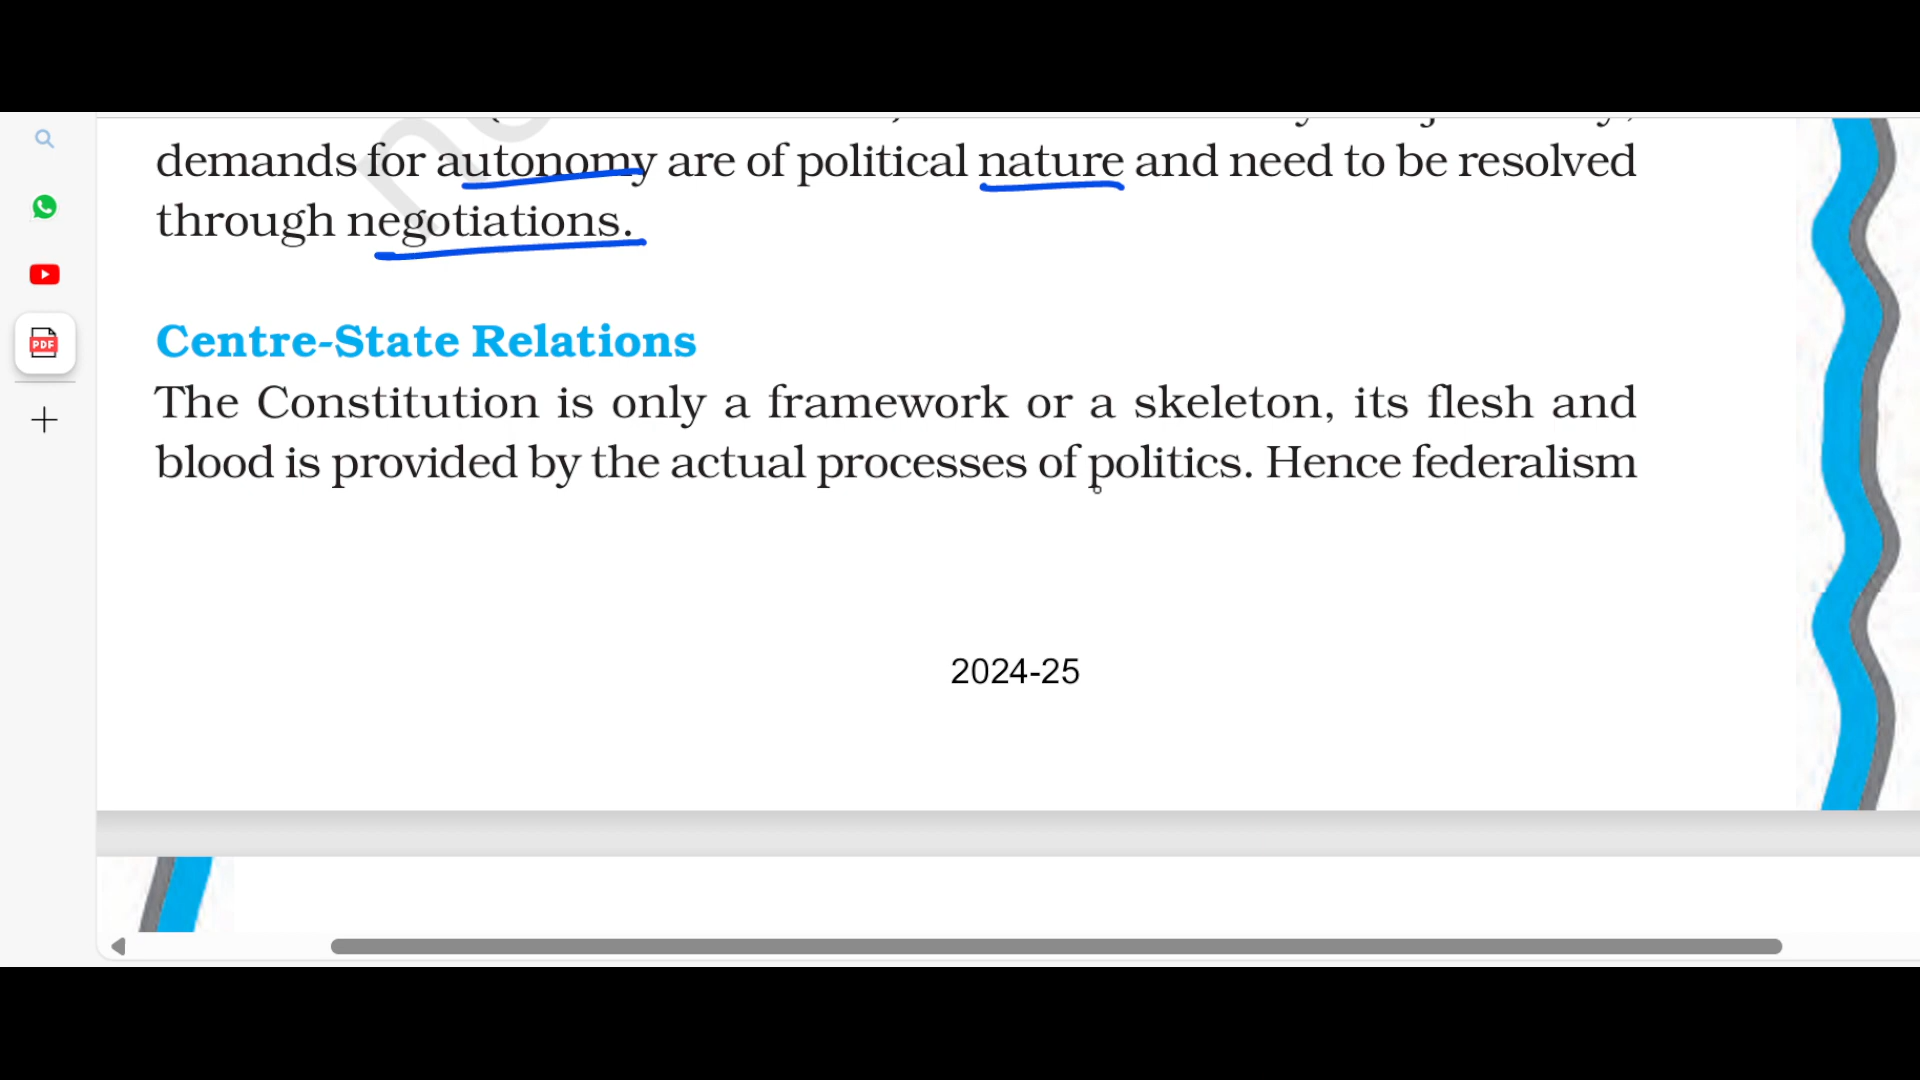 demands for autonomy are of political nature and need to be resolved
through negotiations.
Centre-State Relations
The Constitution is only a framework or a skeleton, its flesh and
blood is provided by the actual processes of politics. Hence federalism
2024-25
PDF